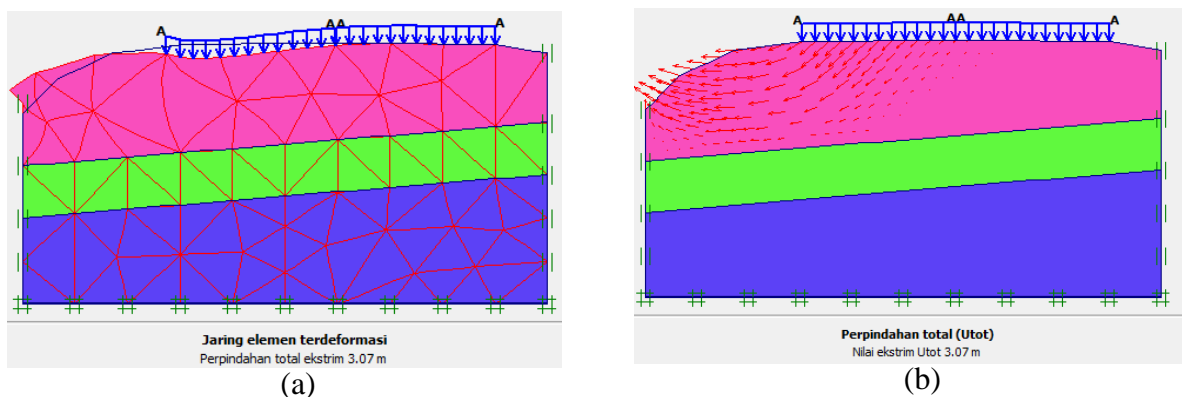 A AA A
Jaring elemen terdeformasi
Perpindahan total ekstrim 3.07 m
(a)
A AA A
Perpindahan total (Utot)
Nilai ekstrim Utot 3.07 m
(b)